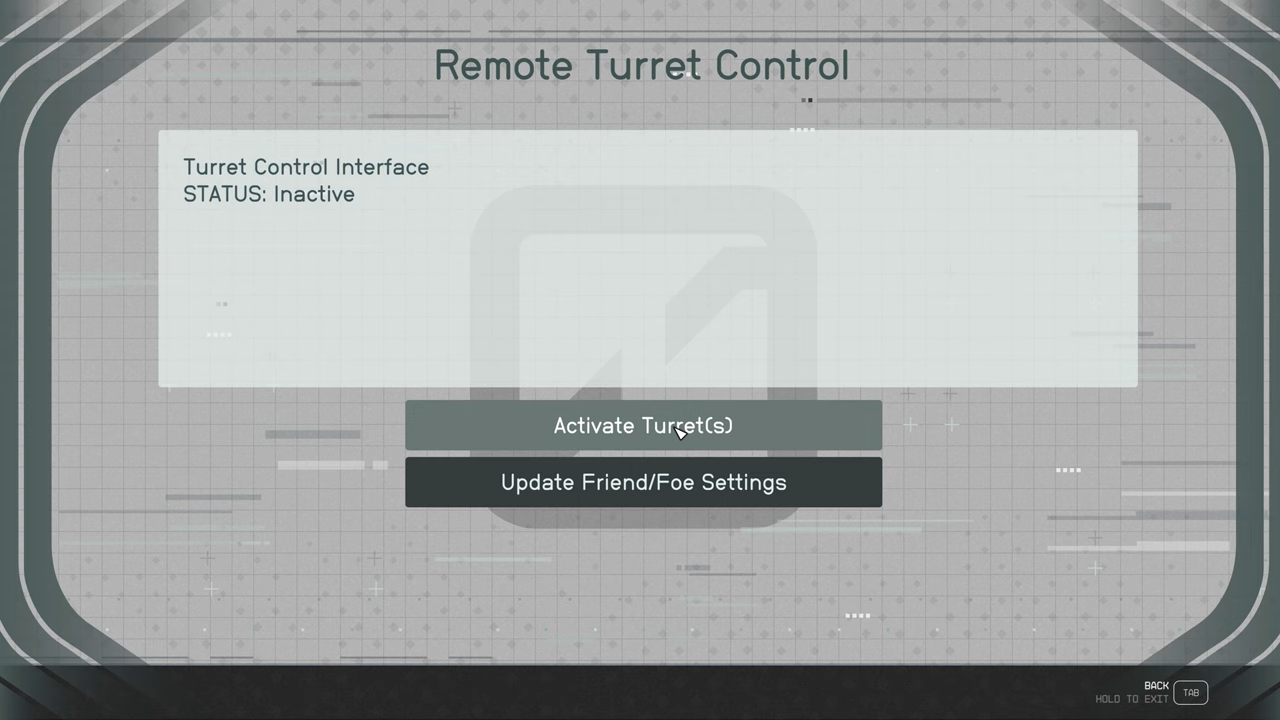 Remote Turret Control
Turret Control Interface
STATUS: Inactive
Activate Turret(s)
Update Friend/Foe Settings
BACK
HOLD TO EXIT
TAB